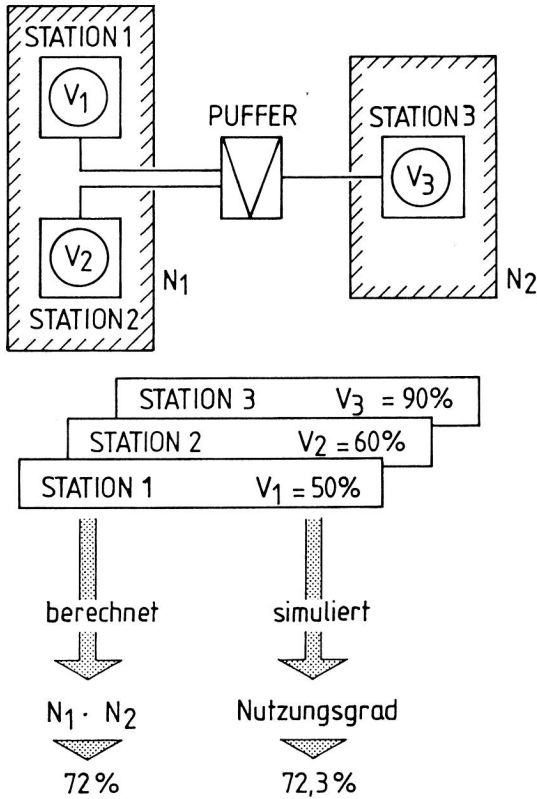 STATION 1
V1
PUFFER
STATION 3
V3
V2
N1
STATION 2
N2
STATION 3 V3 = 90%
STATION 2 V2 = 60%
STATION 1 V1 = 50%
berechnet simuliert
N1 · N2 Nutzungsgrad
72% 72,3%